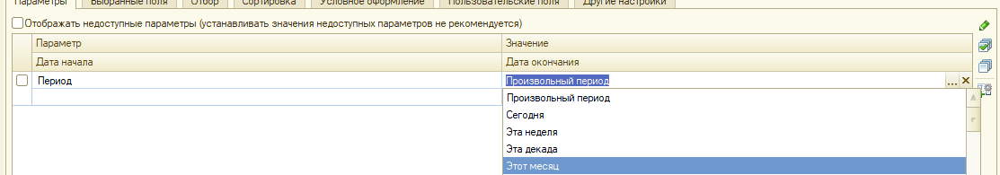 Параметры Выбранные поля Отбор Сортировка Условное оформление Пользовательские поля Другие настройки
Отображать недоступные параметры (устанавливать значения недоступных параметров не рекомендуется)
Параметр Значение
Дата начала Дата окончания
Период Произвольный период ...
Произвольный период
Сегодня
Эта неделя
Эта декада
Этот месяц